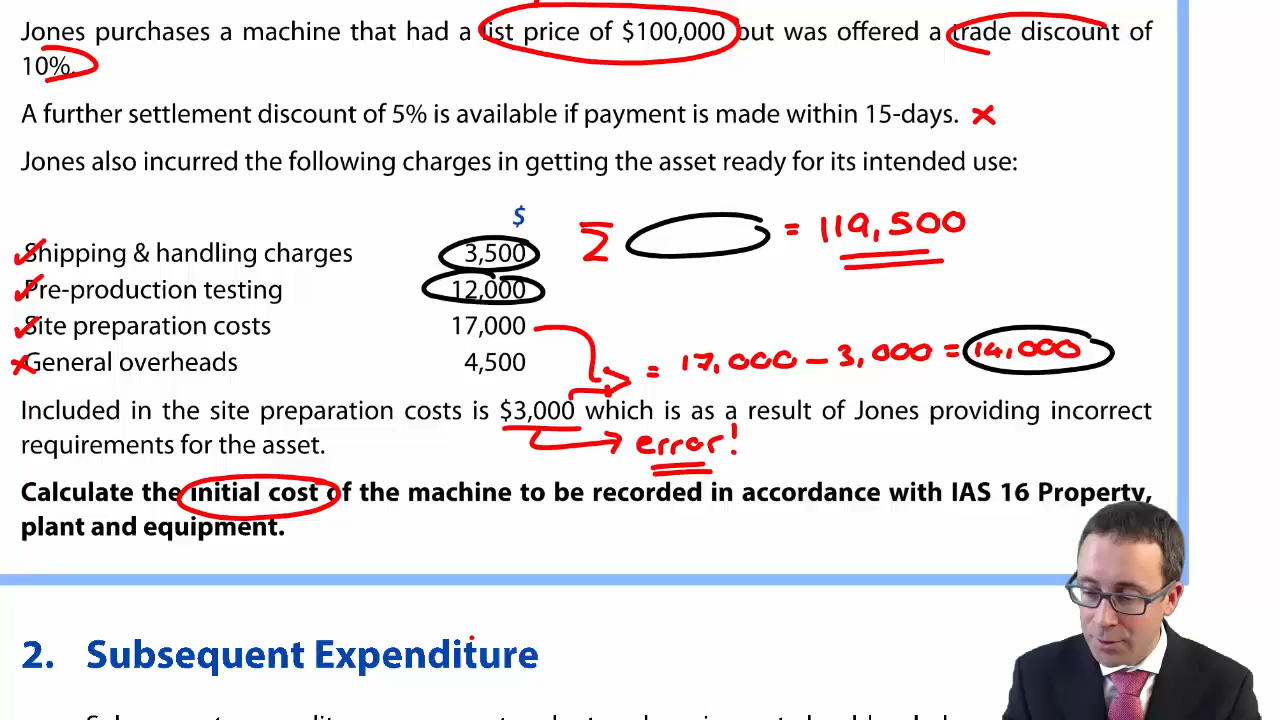 Jones purchases a machine that had a list price of $100,000 but was offered a trade discount of
10%.
A further settlement discount of 5% is available if payment is made within 15-days. ×
Jones also incurred the following charges in getting the asset ready for its intended use:
$
Shipping & handling charges 3,500
Σ = 119,500
Pre-production testing 12,000
Site preparation costs 17,000
= 17,000 – 3,000 = 14,000
General overheads 4,500
Included in the site preparation costs is $3,000 which is as a result of Jones providing incorrect
requirements for the asset.
error!
Calculate the initial cost of the machine to be recorded in accordance with IAS 16 Property,
plant and equipment.
2. Subsequent Expenditure